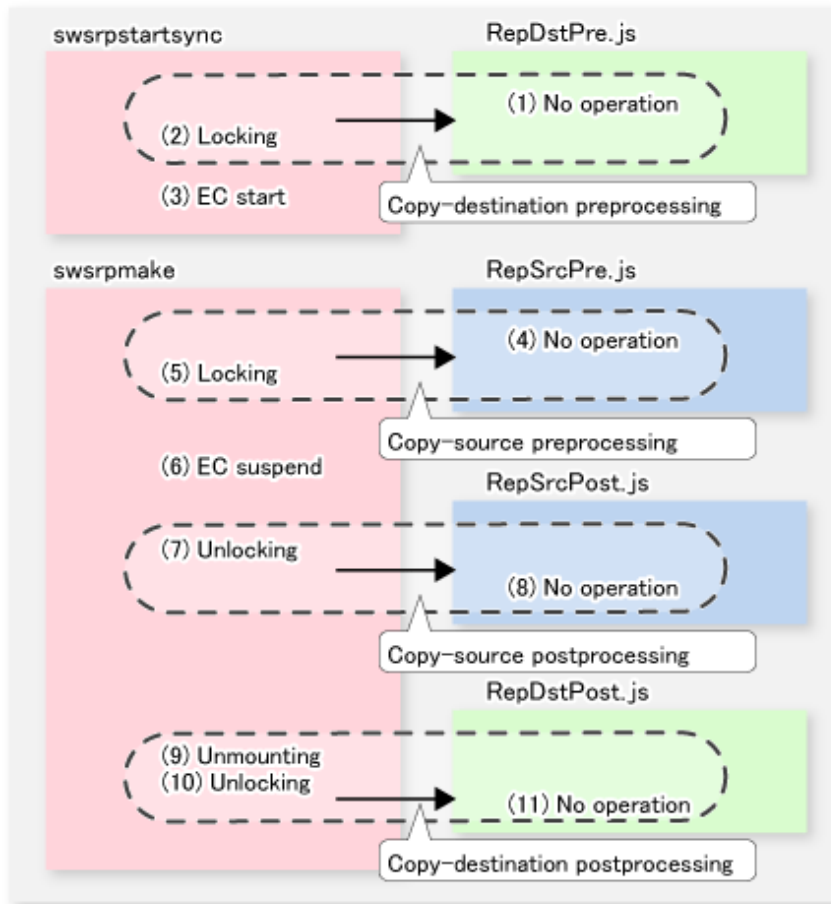 swsrpstartsync
RepDstPre.js
(1) No operation
(2) Locking
(3) EC start
Copy-destination preprocessing
swsrpmake
RepSrcPre.js
(4) No operation
(5) Locking
Copy-source preprocessing
(6) EC suspend
RepSrcPost.js
(7) Unlocking
(8) No operation
Copy-source postprocessing
RepDstPost.js
(9) Unmounting
(10) Unlocking
(11) No operation
Copy-destination postprocessing